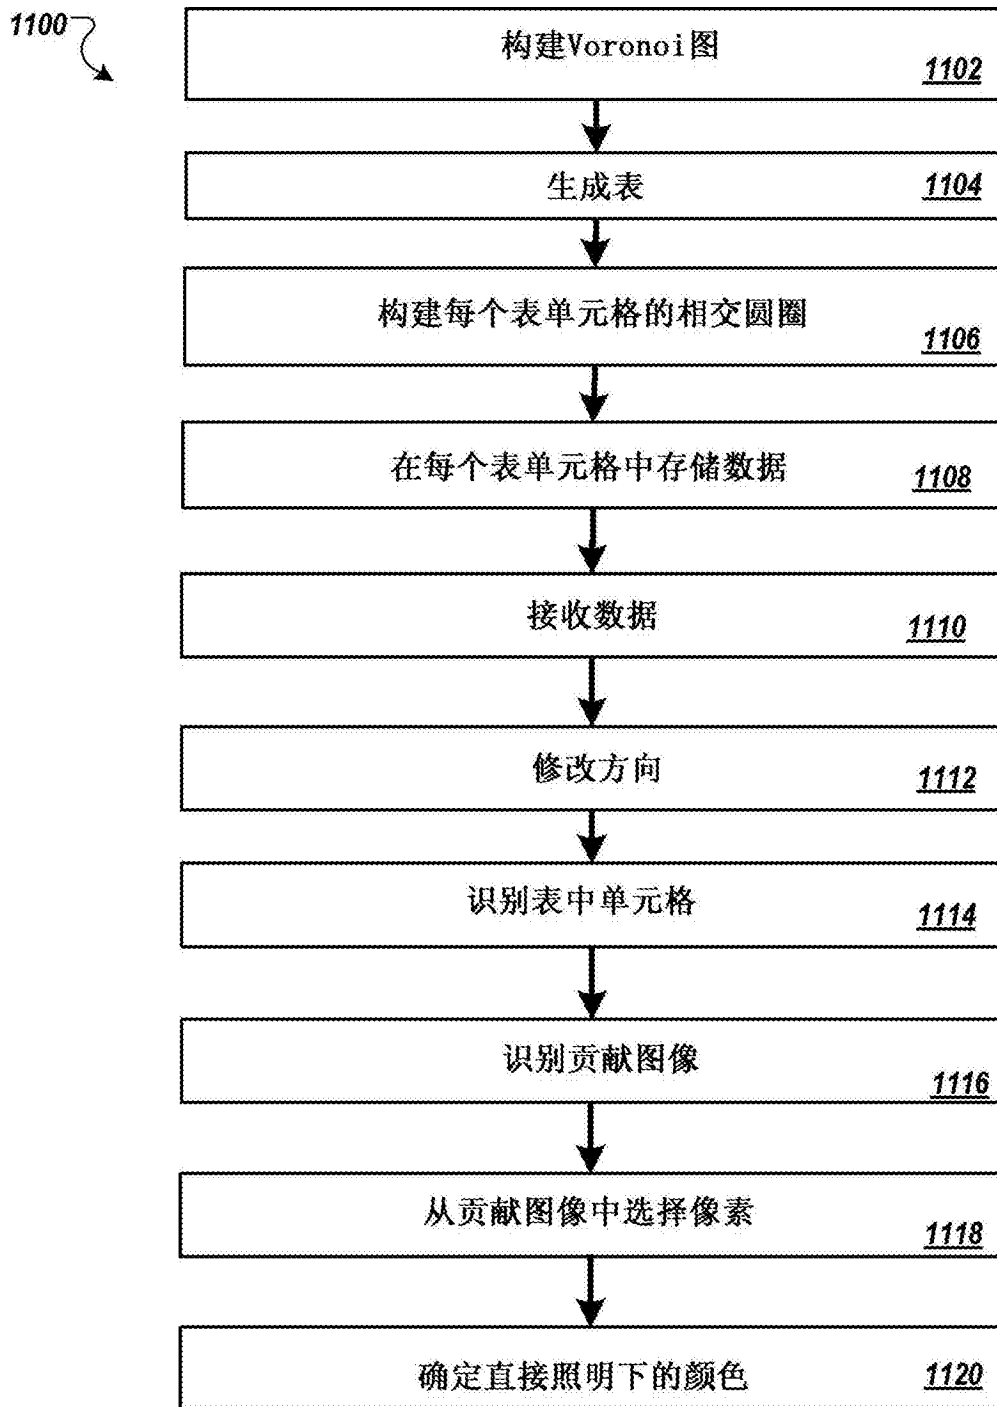 1100
构建Voronoi图
1102
生成表
1104
构建每个表单元格的相交圆圈
1106
在每个表单元格中存储数据
1108
接收数据
1110
修改方向
1112
识别表中单元格
1114
识别贡献图像
1116
从贡献图像中选择像素
1118
确定直接照明下的颜色
1120